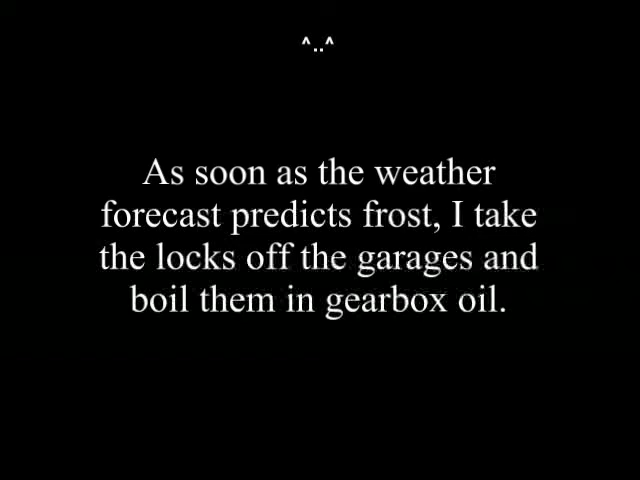 ^..^
As soon as the weather
forecast predicts frost, I take
the locks off the garages and
boil them in gearbox oil.